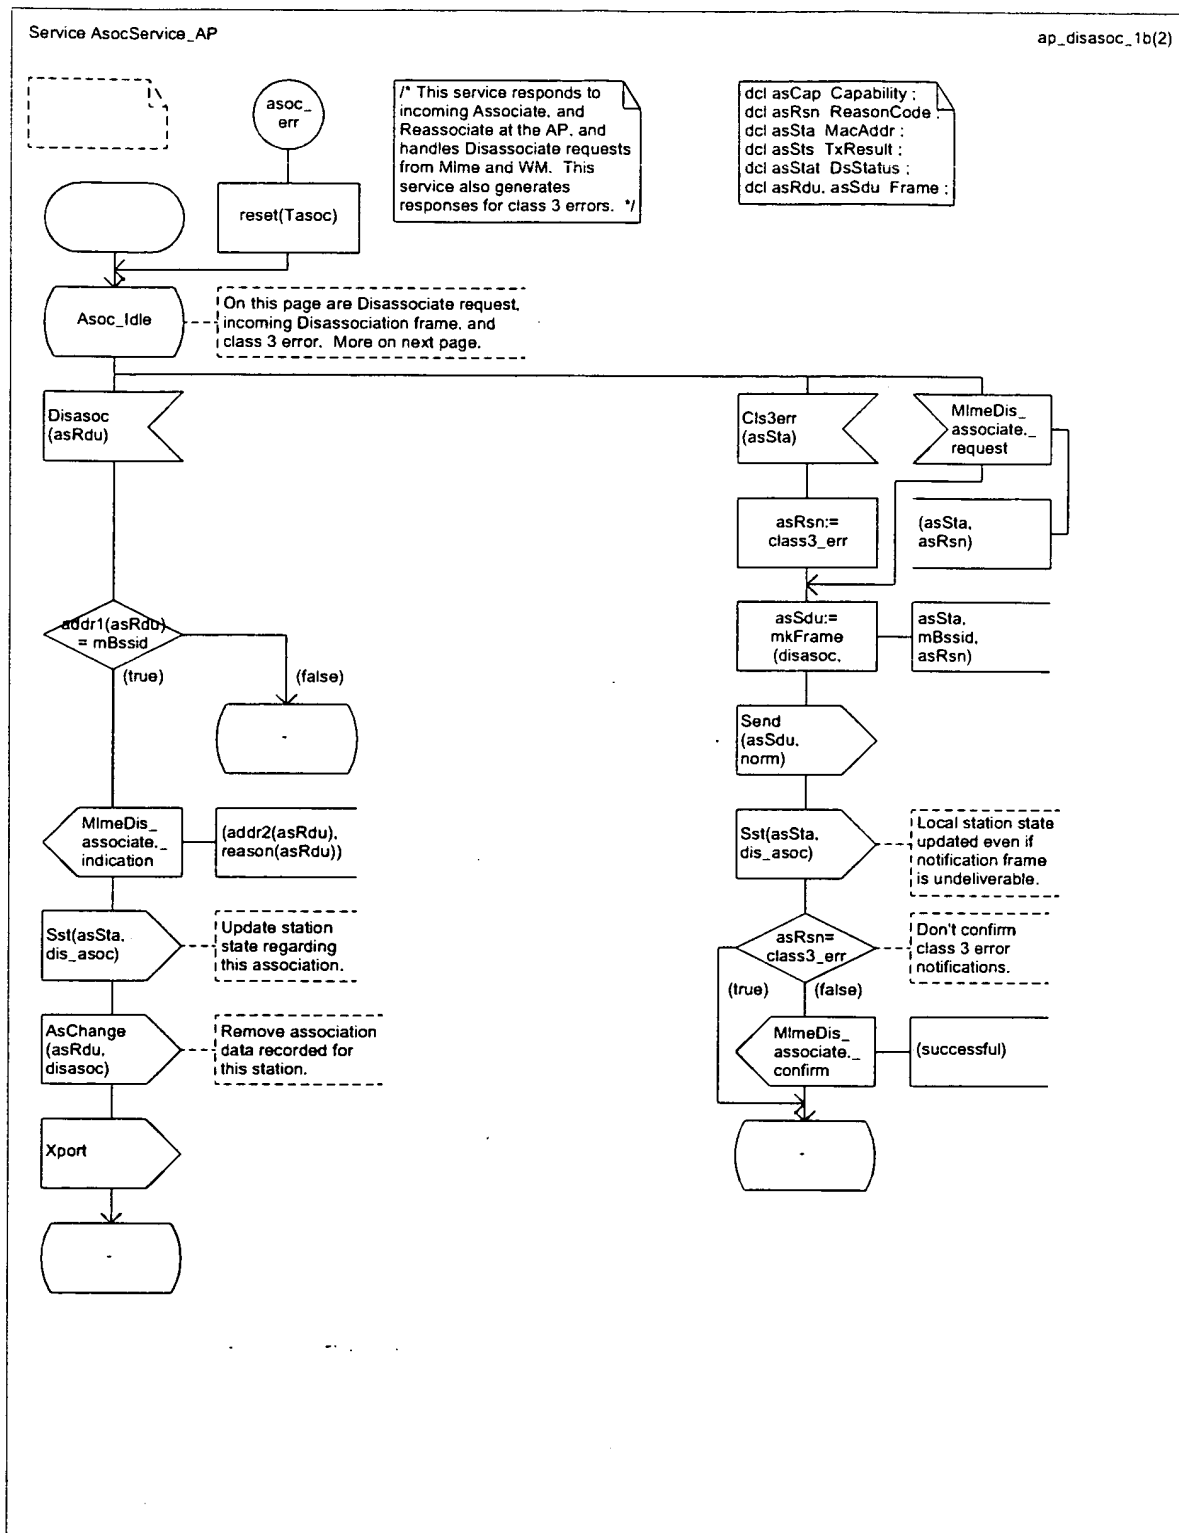 Service AsocService_AP
ap_disasoc_1b(2)
asoc_
err
/* This service responds to
incoming Associate, and
Reassociate at the AP, and
handles Disassociate requests
from Mlme and WM. This
service also generates
responses for class 3 errors. */
dcl asCap Capability ;
dcl asRsn ReasonCode ;
dcl asSta MacAddr ;
dcl asSts TxResult ;
dcl asStat DsStatus ;
dcl asRdu, asSdu Frame ;
reset(Tasoc)
Asoc_Idle
On this page are Disassociate request,
incoming Disassociation frame, and
class 3 error. More on next page.
Disasoc
(asRdu)
Cls3err
(asSta)
MlmeDis_
associate._
request
asRsn:=
class3_err
(asSta,
asRsn)
addr1(asRdu)
= mBssid
(true)
(false)
-
asSdu:=
mkFrame
(disasoc,
asSta,
mBssid,
asRsn)
Send
(asSdu,
norm)
MlmeDis_
associate._
indication
(addr2(asRdu),
reason(asRdu))
Sst(asSta,
dis_asoc)
Local station state
updated even if
notification frame
is undeliverable.
Sst(asSta,
dis_asoc)
Update station
state regarding
this association.
asRsn=
class3_err
Don't confirm
class 3 error
notifications.
(true)
(false)
AsChange
(asRdu,
disasoc)
Remove association
data recorded for
this station.
MlmeDis_
associate._
confirm
(successful)
Xport
-
-